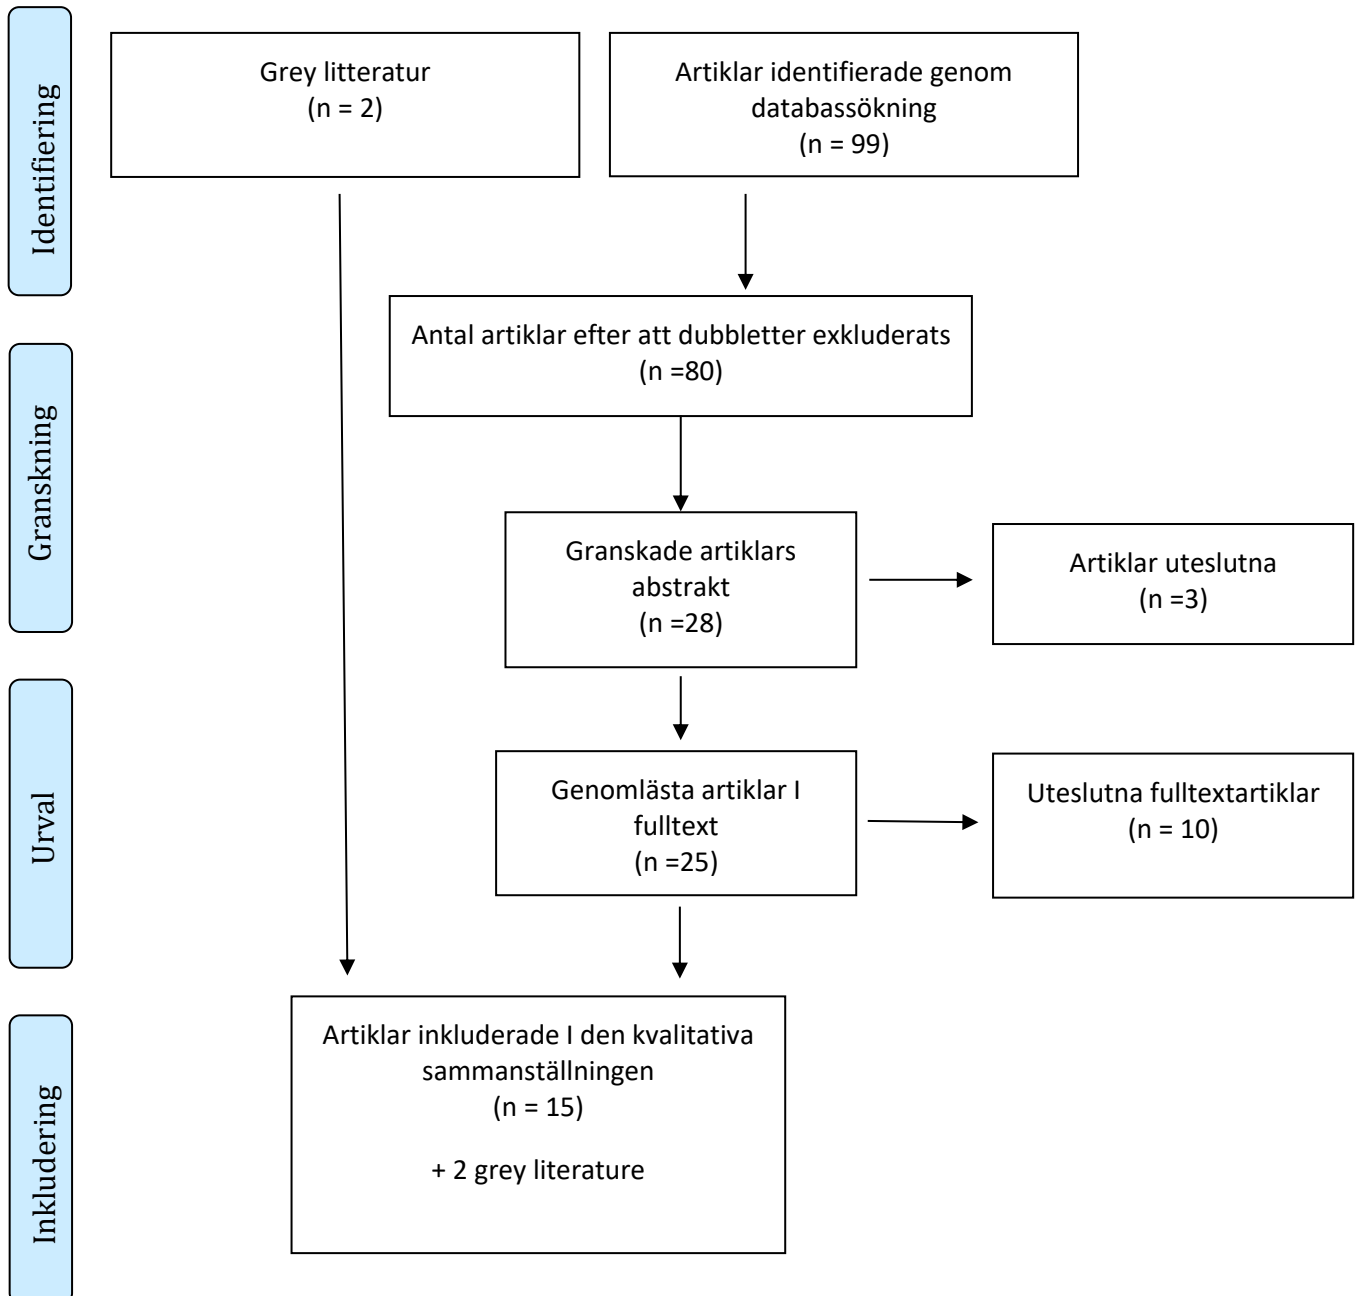 Identifiering
Grey litteratur
(n = 2)
Artiklar identifierade genom
databassökning
(n = 99)
Antal artiklar efter att dubbletter exkluderats
(n =80)
Granskning
Granskade artiklars
abstrakt
(n =28)
Artiklar uteslutna
(n =3)
Urval
Genomlästa artiklar I
fulltext
(n =25)
Uteslutna fulltextartiklar
(n = 10)
Inkludering
Artiklar inkluderade I den kvalitativa
sammanställningen
(n = 15)
+ 2 grey literature